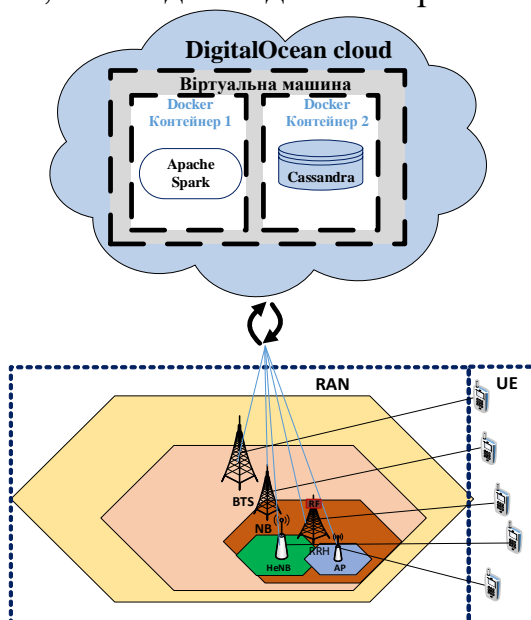 DigitalOcean cloud
Віртуальна машина
Docker
Контейнер 1
Docker
Контейнер 2
Apache
Spark
Cassandra
RAN
UE
BTS
RF
NB
RRH
HeNB
AP